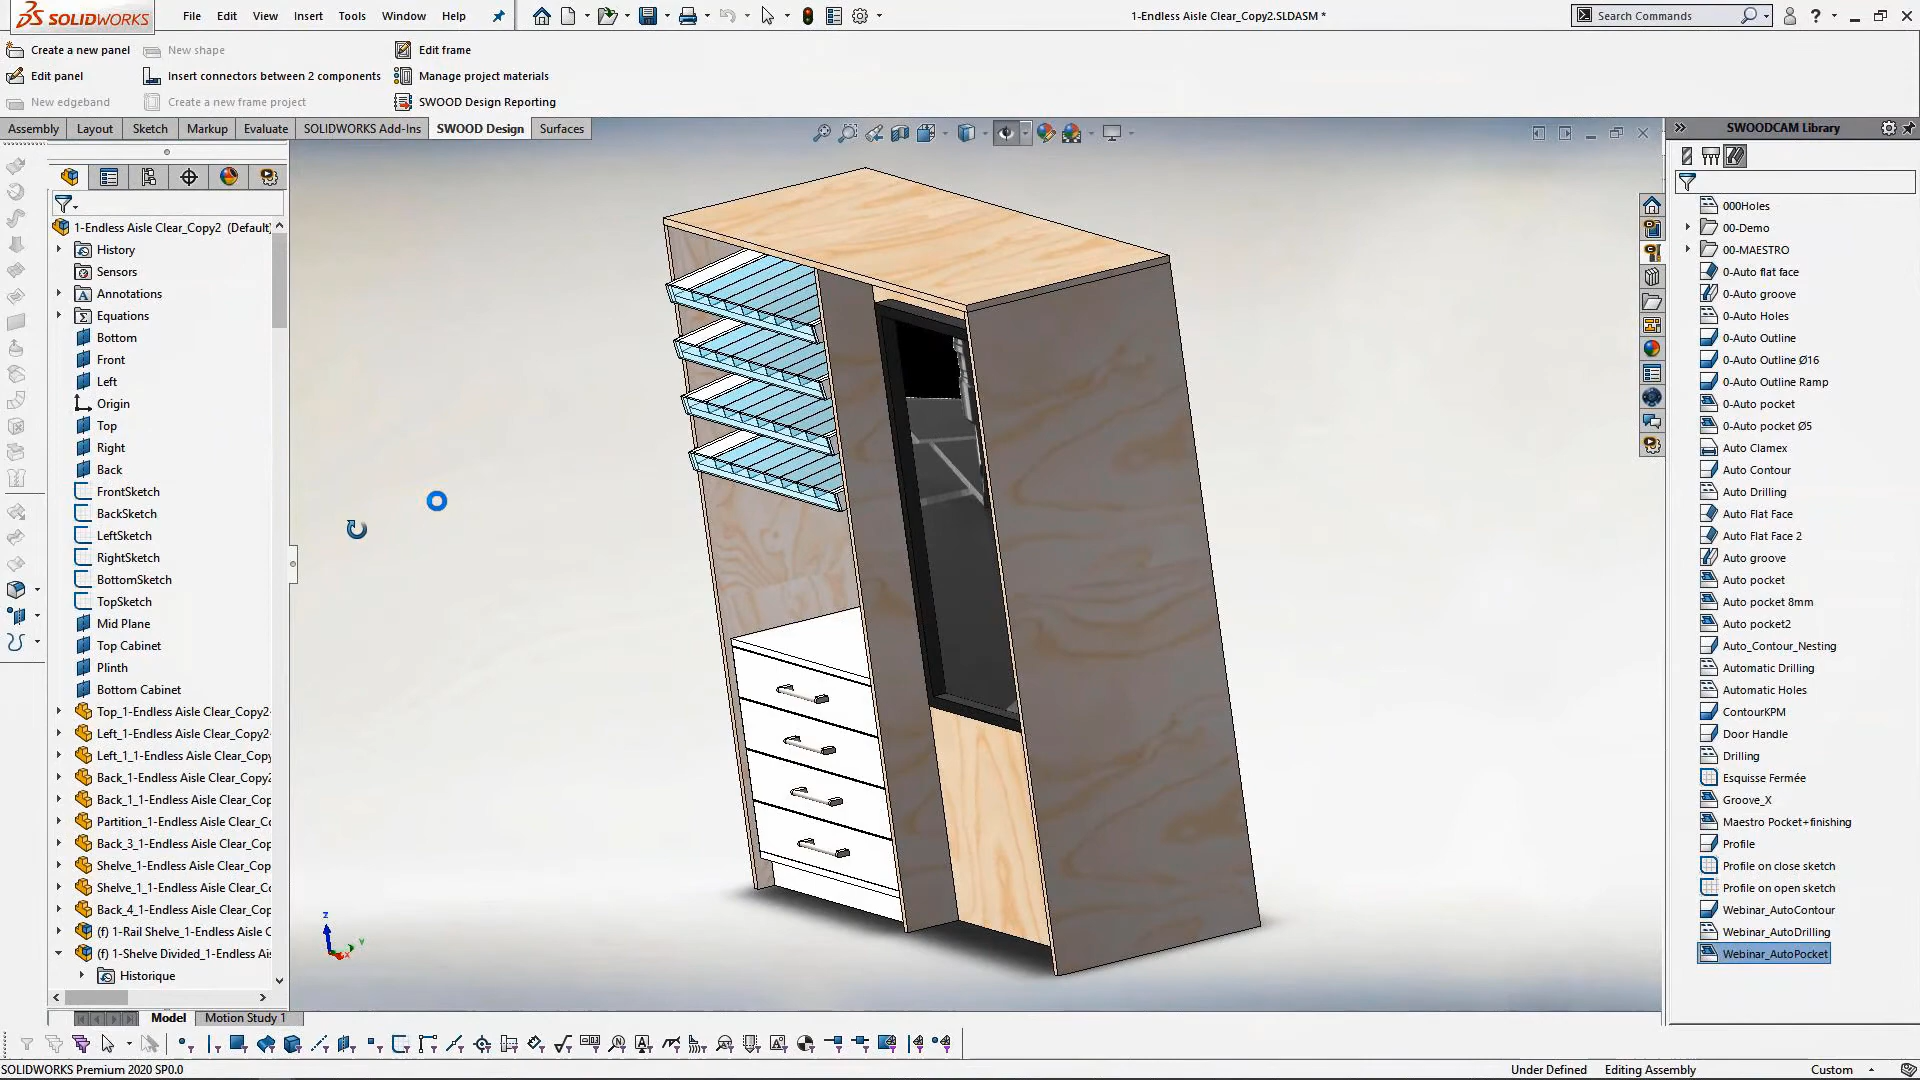 SOLIDWORKS File Edit View Insert Tools Window Help 1-Endless Aisle Clear_Copy2.SLDASM * Search Commands
Create a new panel New shape Edit frame
Edit panel Insert connectors between 2 components Manage project materials
New edgeband Create a new frame project SWOOD Design Reporting
Assembly Layout Sketch Markup Evaluate SOLIDWORKS Add-Ins SWOOD Design Surfaces
SWOODCAM Library
1-Endless Aisle Clear_Copy2 (Default)
History
Sensors
Annotations
Equations
Bottom
Front
Left
Origin
Top
Right
Back
FrontSketch
BackSketch
LeftSketch
RightSketch
BottomSketch
TopSketch
Mid Plane
Top Cabinet
Plinth
Bottom Cabinet
Top_1-Endless Aisle Clear_Copy2-
Left_1-Endless Aisle Clear_Copy2-
Left_1_1-Endless Aisle Clear_Copy
Back_1-Endless Aisle Clear_Copy2
Back_1_1-Endless Aisle Clear_Cop
Partition_1-Endless Aisle Clear_Cop
Back_3_1-Endless Aisle Clear_Cop
Shelve_1-Endless Aisle Clear_Cop
Shelve_1_1-Endless Aisle Clear_Co
Back_4_1-Endless Aisle Clear_Cop
(f) 1-Rail Shelve_1-Endless Aisle C
(f) 1-Shelve Divided_1-Endless Ais
Historique
000Holes
00-Demo
00-MAESTRO
0-Auto flat face
0-Auto groove
0-Auto Holes
0-Auto Outline
0-Auto Outline Ø16
0-Auto Outline Ramp
0-Auto pocket
0-Auto pocket Ø5
Auto Clamex
Auto Contour
Auto Drilling
Auto Flat Face
Auto Flat Face 2
Auto groove
Auto pocket
Auto pocket 8mm
Auto pocket2
Auto_Contour_Nesting
Automatic Drilling
Automatic Holes
ContourKPM
Door Handle
Drilling
Esquisse Fermée
Groove_X
Maestro Pocket+finishing
Profile
Profile on close sketch
Profile on open sketch
Webinar_AutoContour
Webinar_AutoDrilling
Webinar_AutoPocket
z
Y
X
Model Motion Study 1
SOLIDWORKS Premium 2020 SP0.0 Under Defined Editing Assembly Custom